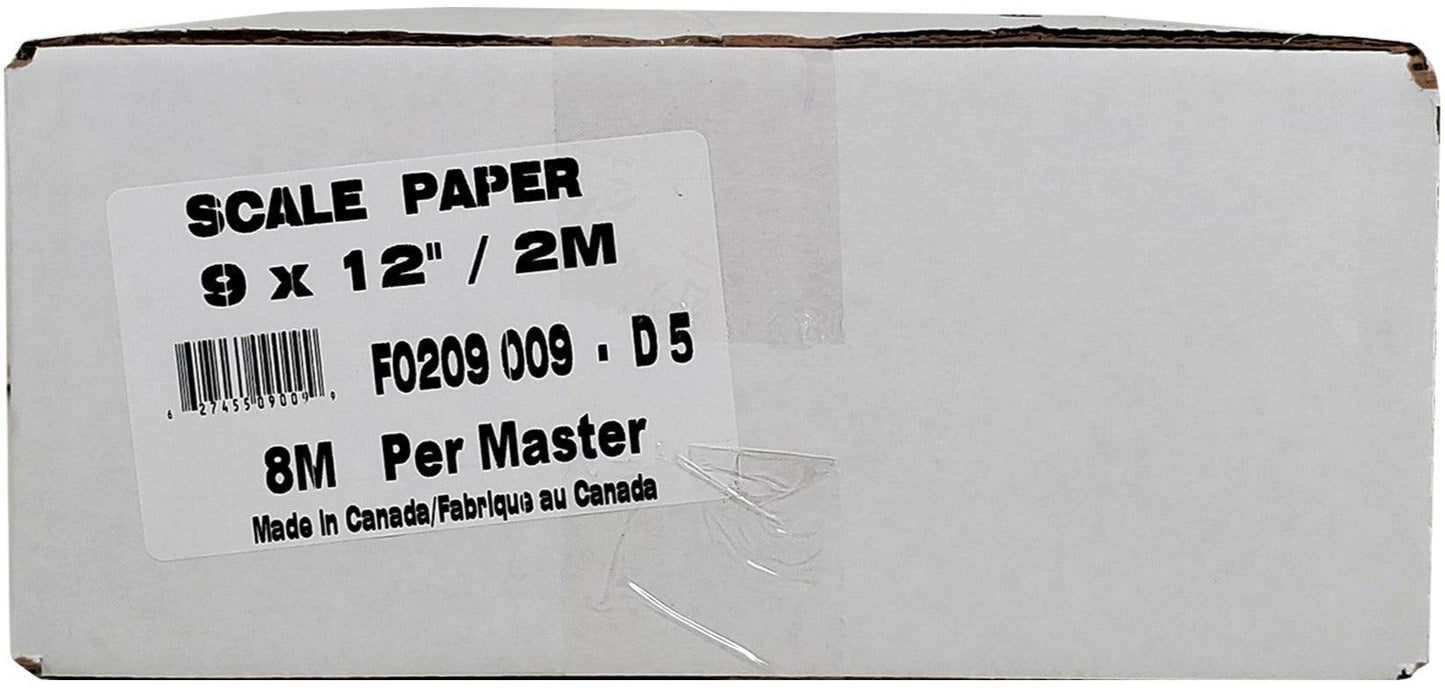 SCALE PAPER
9 x 12" / 2M
F0209 009 . D5
6 27455 09009 9
8M Per Master
Made in Canada/Fabrique au Canada